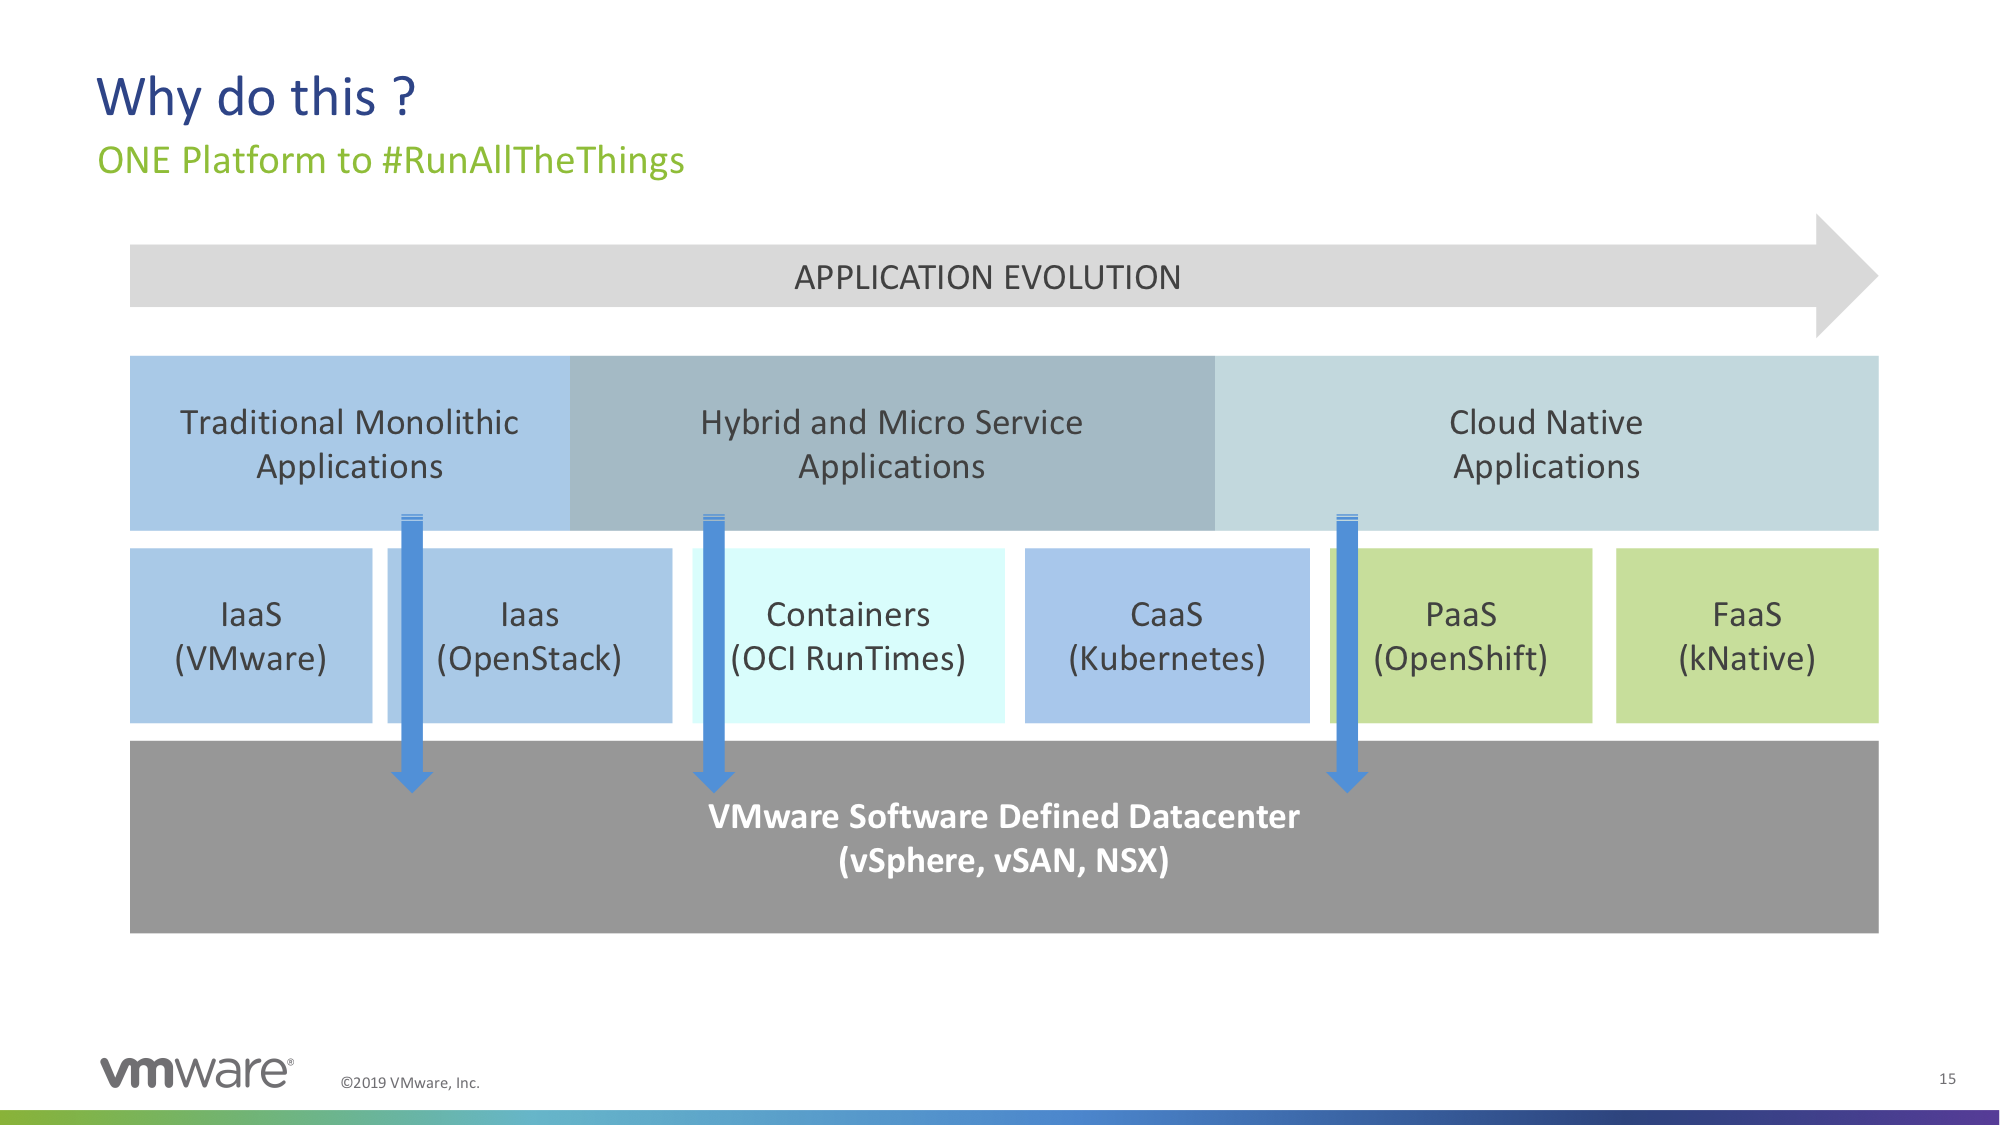 Why do this ?
ONE Platform to #RunAllTheThings
APPLICATION EVOLUTION
Traditional Monolithic
Applications
Hybrid and Micro Service
Applications
Cloud Native
Applications
IaaS
(VMware)
Iaas
(OpenStack)
Containers
(OCI RunTimes)
CaaS
(Kubernetes)
PaaS
(OpenShift)
FaaS
(kNative)
VMware Software Defined Datacenter
(vSphere, vSAN, NSX)
vmware®
©2019 VMware, Inc.
15